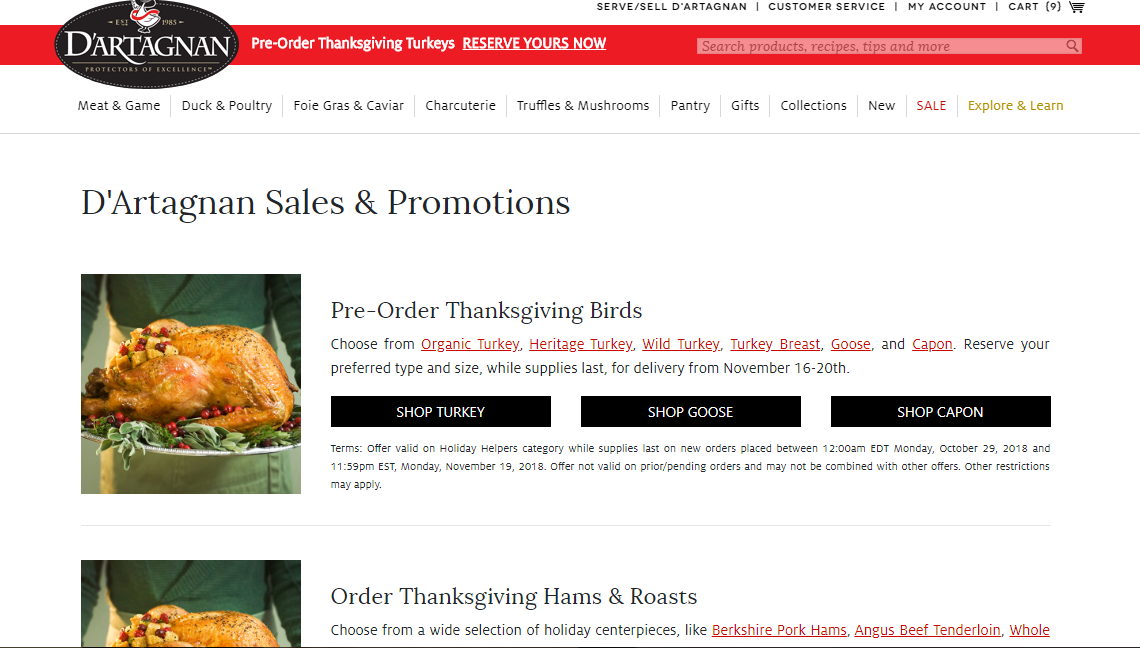 SERVE/SELL D'ARTAGNAN | CUSTOMER SERVICE | MY ACCOUNT | CART (9)
EST 1985
D'ARTAGNAN
PROTECTORS OF EXCELLENCE™
Pre-Order Thanksgiving Turkeys RESERVE YOURS NOW
Search products, recipes, tips and more
Meat & Game
Duck & Poultry
Foie Gras & Caviar
Charcuterie
Truffles & Mushrooms
Pantry
Gifts
Collections
New
SALE
Explore & Learn
D'Artagnan Sales & Promotions
Pre-Order Thanksgiving Birds
Choose from Organic Turkey, Heritage Turkey, Wild Turkey, Turkey Breast, Goose, and Capon. Reserve your
preferred type and size, while supplies last, for delivery from November 16-20th.
SHOP TURKEY
SHOP GOOSE
SHOP CAPON
Terms: Offer valid on Holiday Helpers category while supplies last on new orders placed between 12:00am EDT Monday, October 29, 2018 and
11:59pm EST, Monday, November 19, 2018. Offer not valid on prior/pending orders and may not be combined with other offers. Other restrictions
may apply.
Order Thanksgiving Hams & Roasts
Choose from a wide selection of holiday centerpieces, like Berkshire Pork Hams, Angus Beef Tenderloin, Whole